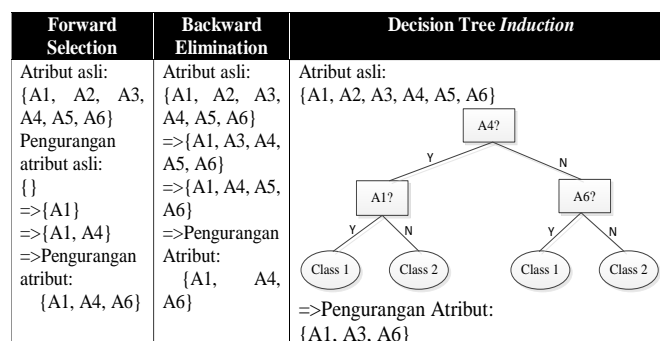 Forward
Selection
Backward
Elimination
Decision Tree Induction
Atribut asli:
{A1, A2, A3,
A4, A5, A6}
Pengurangan
atribut asli:
{}
=>{A1}
=>{A1, A4}
=>Pengurangan
atribut:
{A1, A4, A6}
Atribut asli:
{A1, A2, A3,
A4, A5, A6}
=>{A1, A3, A4,
A5, A6}
=>{A1, A4, A5,
A6}
=>Pengurangan
Atribut:
{A1, A4,
A6}
Atribut asli:
{A1, A2, A3, A4, A5, A6}
A4?
Y
N
A1?
A6?
Y
N
Y
N
Class 1
Class 2
Class 1
Class 2
=>Pengurangan Atribut:
{A1, A3, A6}